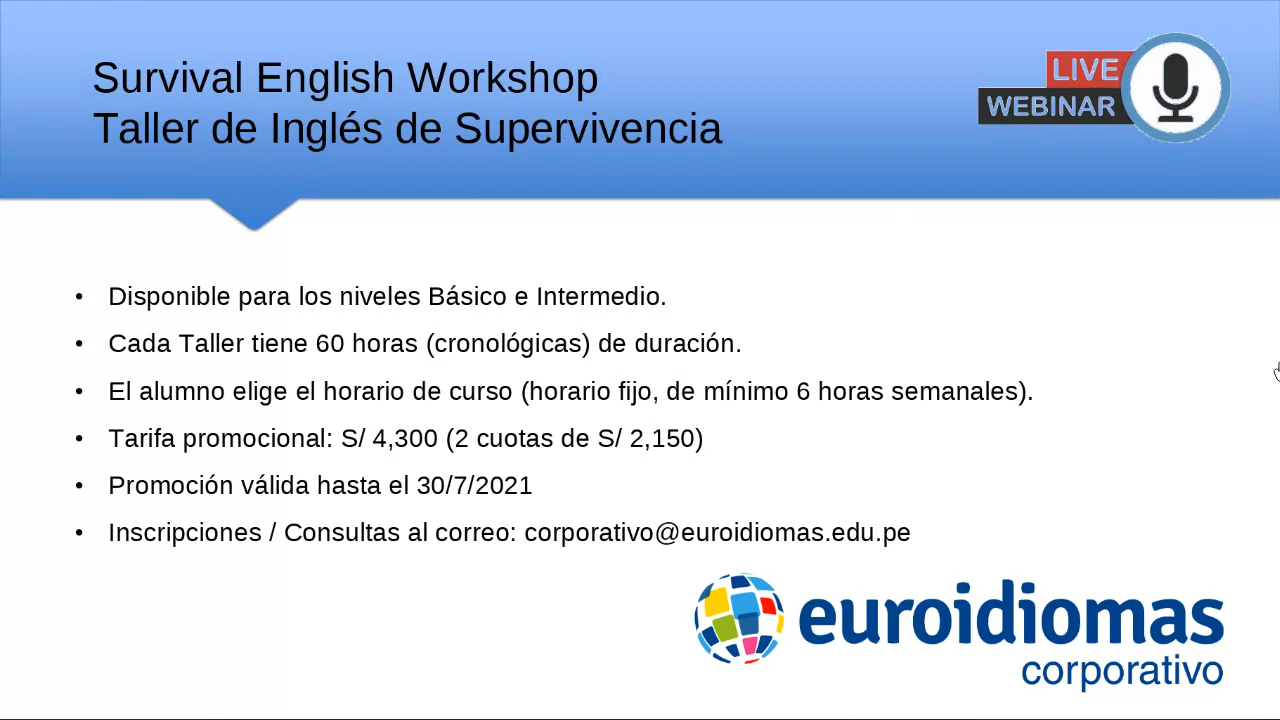 Survival English Workshop
Taller de Inglés de Supervivencia
LIVE
WEBINAR
• Disponible para los niveles Básico e Intermedio.
• Cada Taller tiene 60 horas (cronológicas) de duración.
• El alumno elige el horario de curso (horario fijo, de mínimo 6 horas semanales).
• Tarifa promocional: S/ 4,300 (2 cuotas de S/ 2,150)
• Promoción válida hasta el 30/7/2021
• Inscripciones / Consultas al correo: corporativo@euroidiomas.edu.pe
euroidiomas
corporativo